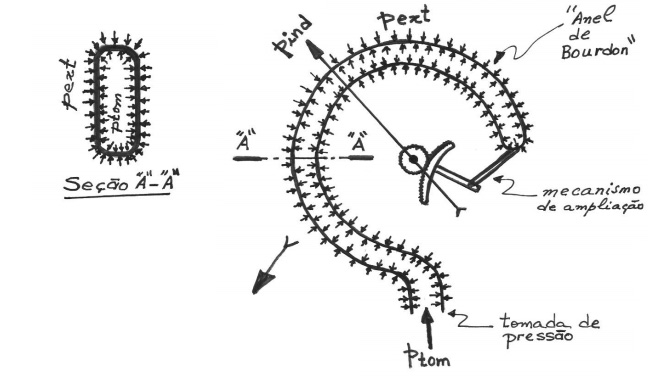 pext
ptom
Seção "A"-"A"
pind
pext
"Anel
de
Bourdon"
"A"
"A"
mecanismo
de ampliação
tomada de
pressão
Ptom